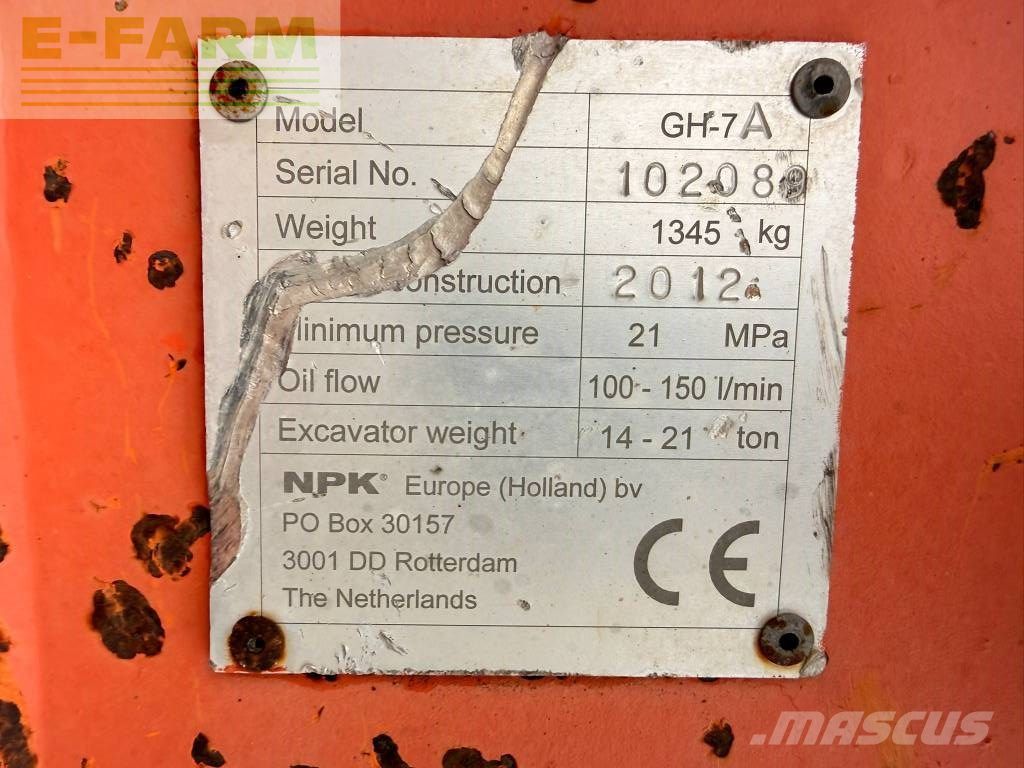 E-FARM
Model GH-7A
Serial No. 10208
Weight 1345 kg
onstruction 2012
inimum pressure 21 MPa
Oil flow 100 - 150 l/min
Excavator weight 14 - 21 ton
NPK® Europe (Holland) bv
PO Box 30157
3001 DD Rotterdam
The Netherlands
CE
MASCUS